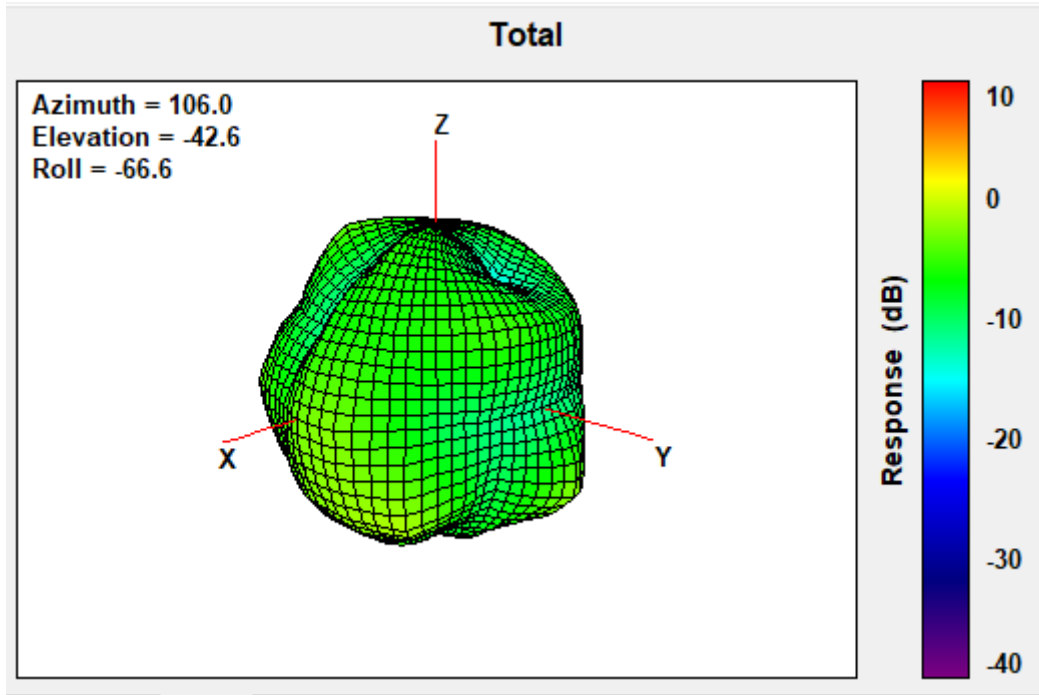 Total
Azimuth = 106.0
Elevation = -42.6
Roll = -66.6
Z
X
Y
10
0
-10
-20
-30
-40
Response (dB)